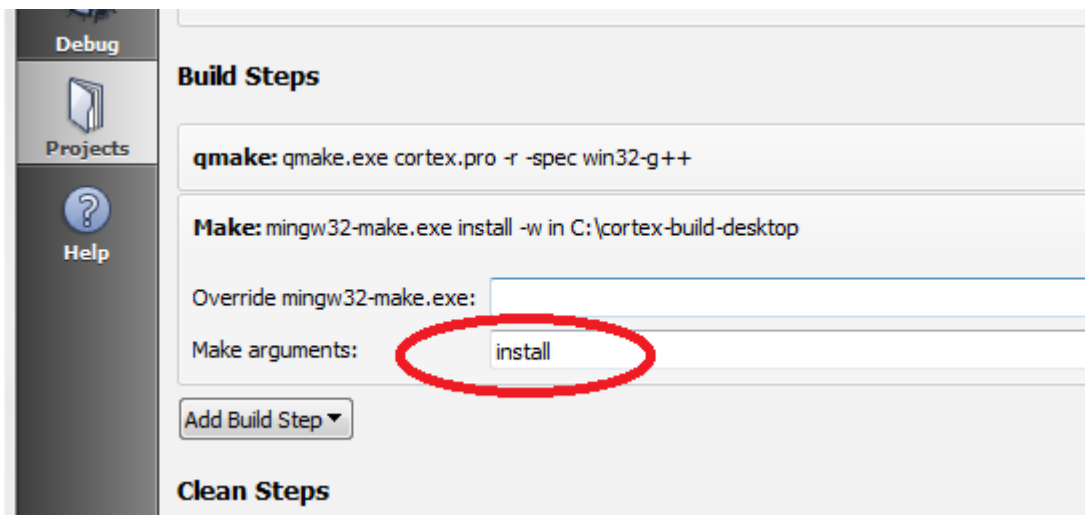 Debug
Projects
Help
Build Steps
qmake: qmake.exe cortex.pro -r -spec win32-g++
Make: mingw32-make.exe install -w in C:\cortex-build-desktop
Override mingw32-make.exe:
Make arguments: install
Add Build Step
Clean Steps